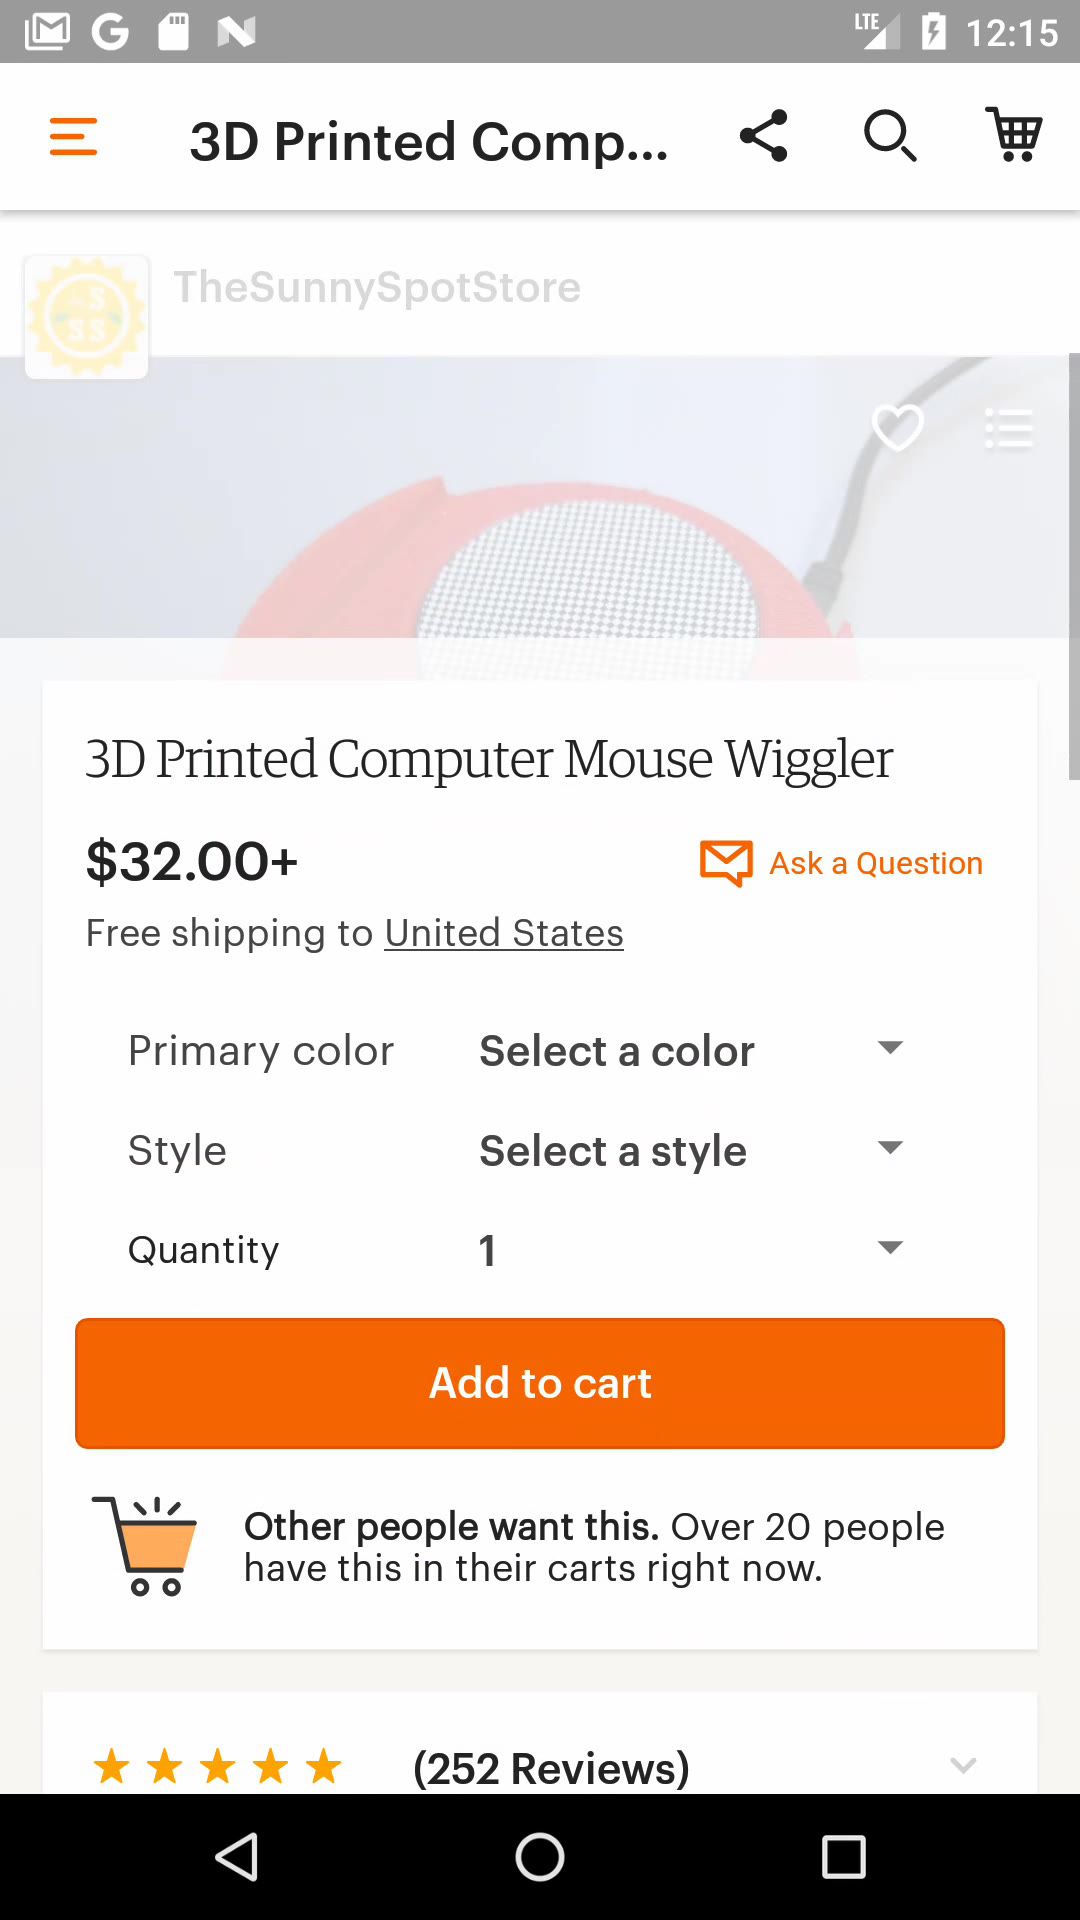 LTE 12:15
3D Printed Comp...
TheSunnySpotStore
S
S S
3D Printed Computer Mouse Wiggler
$32.00+
Ask a Question
Free shipping to United States
Primary color Select a color
Style Select a style
Quantity 1
Add to cart
Other people want this. Over 20 people
have this in their carts right now.
(252 Reviews)